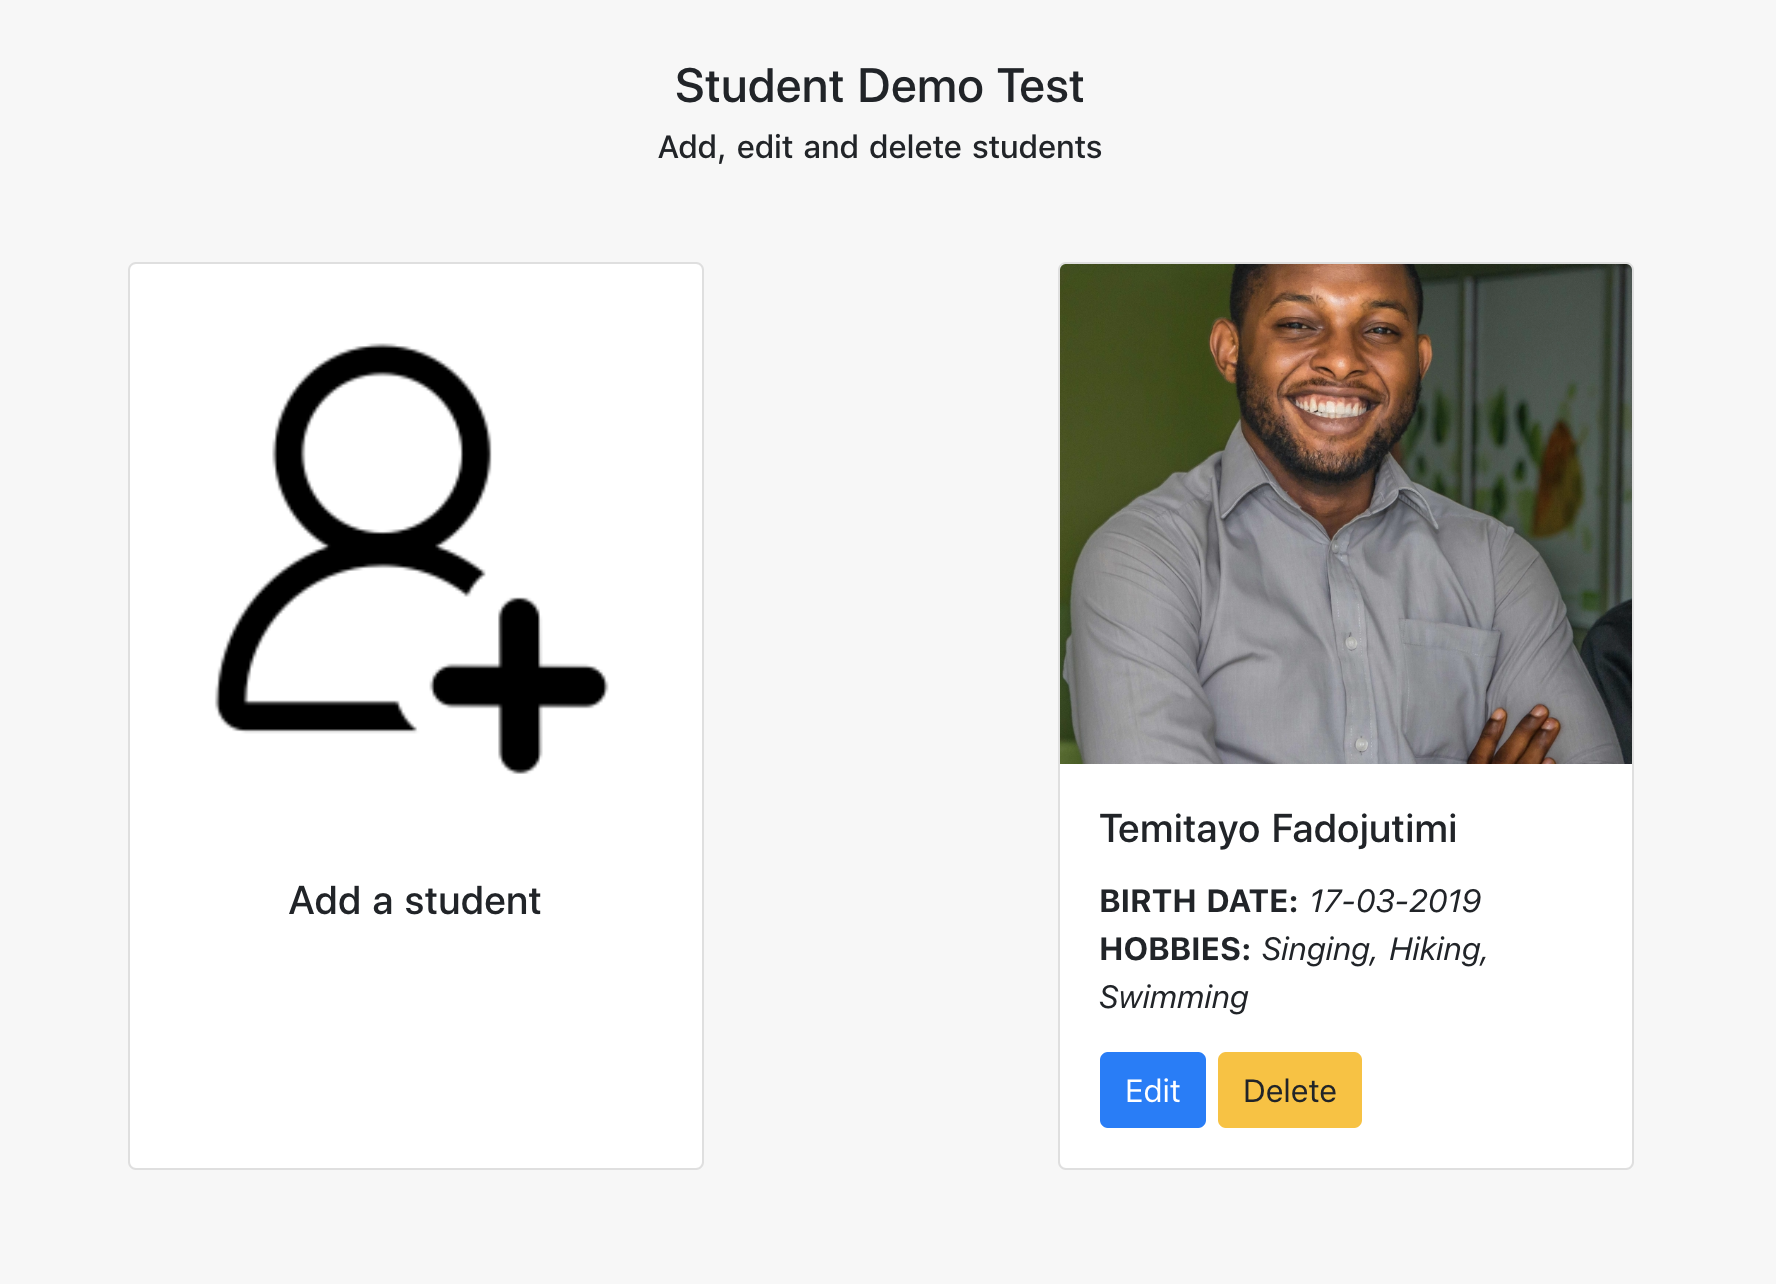 Student Demo Test
Add, edit and delete students
Add a student
Temitayo Fadojutimi
BIRTH DATE: 17-03-2019
HOBBIES: Singing, Hiking,
Swimming
Edit
Delete